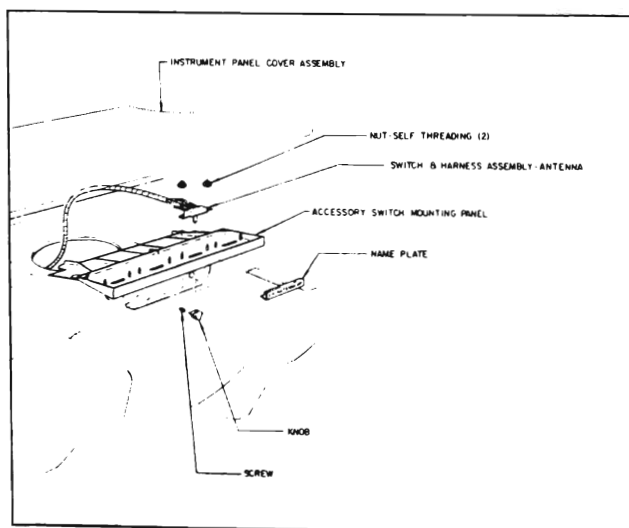 INSTRUMENT PANEL COVER ASSEMBLY
NUT-SELF THREADING (2)
SWITCH & HARNESS ASSEMBLY-ANTENNA
ACCESSORY SWITCH MOUNTING PANEL
NAME PLATE
KNOB
SCREW